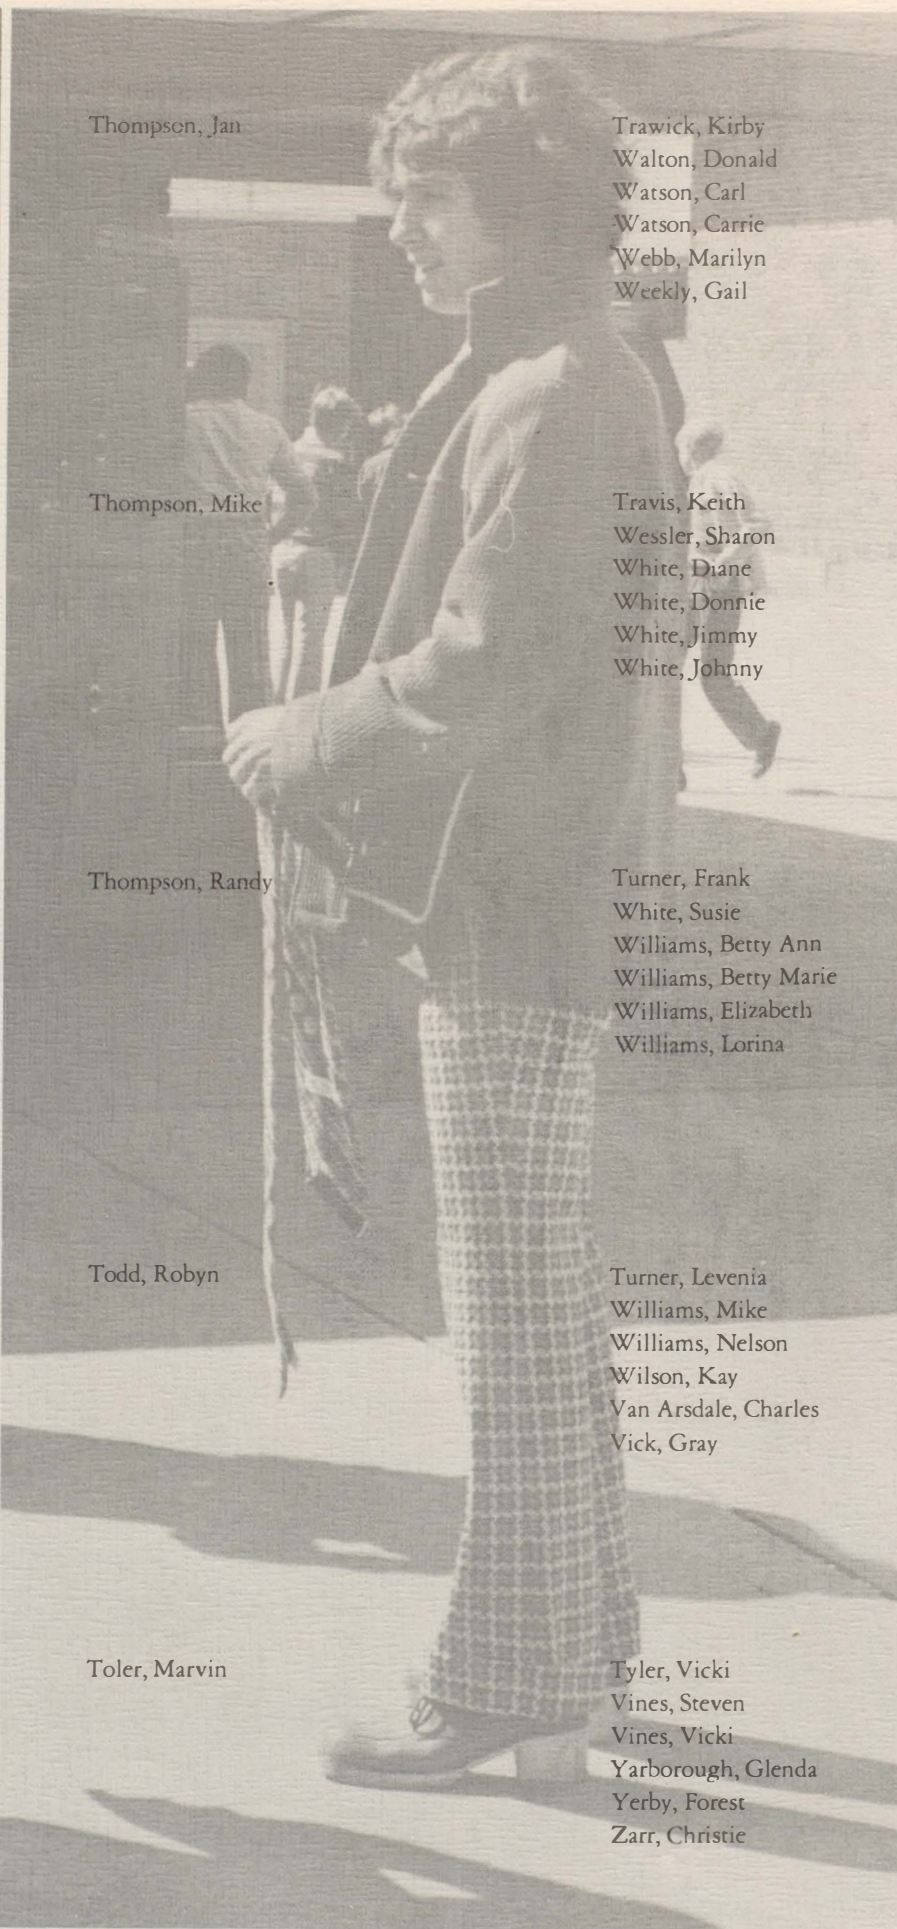 Thompson, Jan
Thompson, Mike
Thompson, Randy
Todd, Robyn
Toler, Marvin
Trawick, Kirby
Walton, Donald
Watson, Carl
Watson, Carrie
Webb, Marilyn
Weekly, Gail
Travis, Keith
Wessler, Sharon
White, Diane
White, Donnie
White, Jimmy
White, Johnny
Turner, Frank
White, Susie
Williams, Betty Ann
Williams, Betty Marie
Williams, Elizabeth
Williams, Lorina
Turner, Levenia
Williams, Mike
Williams, Nelson
Wilson, Kay
Van Arsdale, Charles
Vick, Gray
Tyler, Vicki
Vines, Steven
Vines, Vicki
Yarborough, Glenda
Yerby, Forest
Zarr, Christie